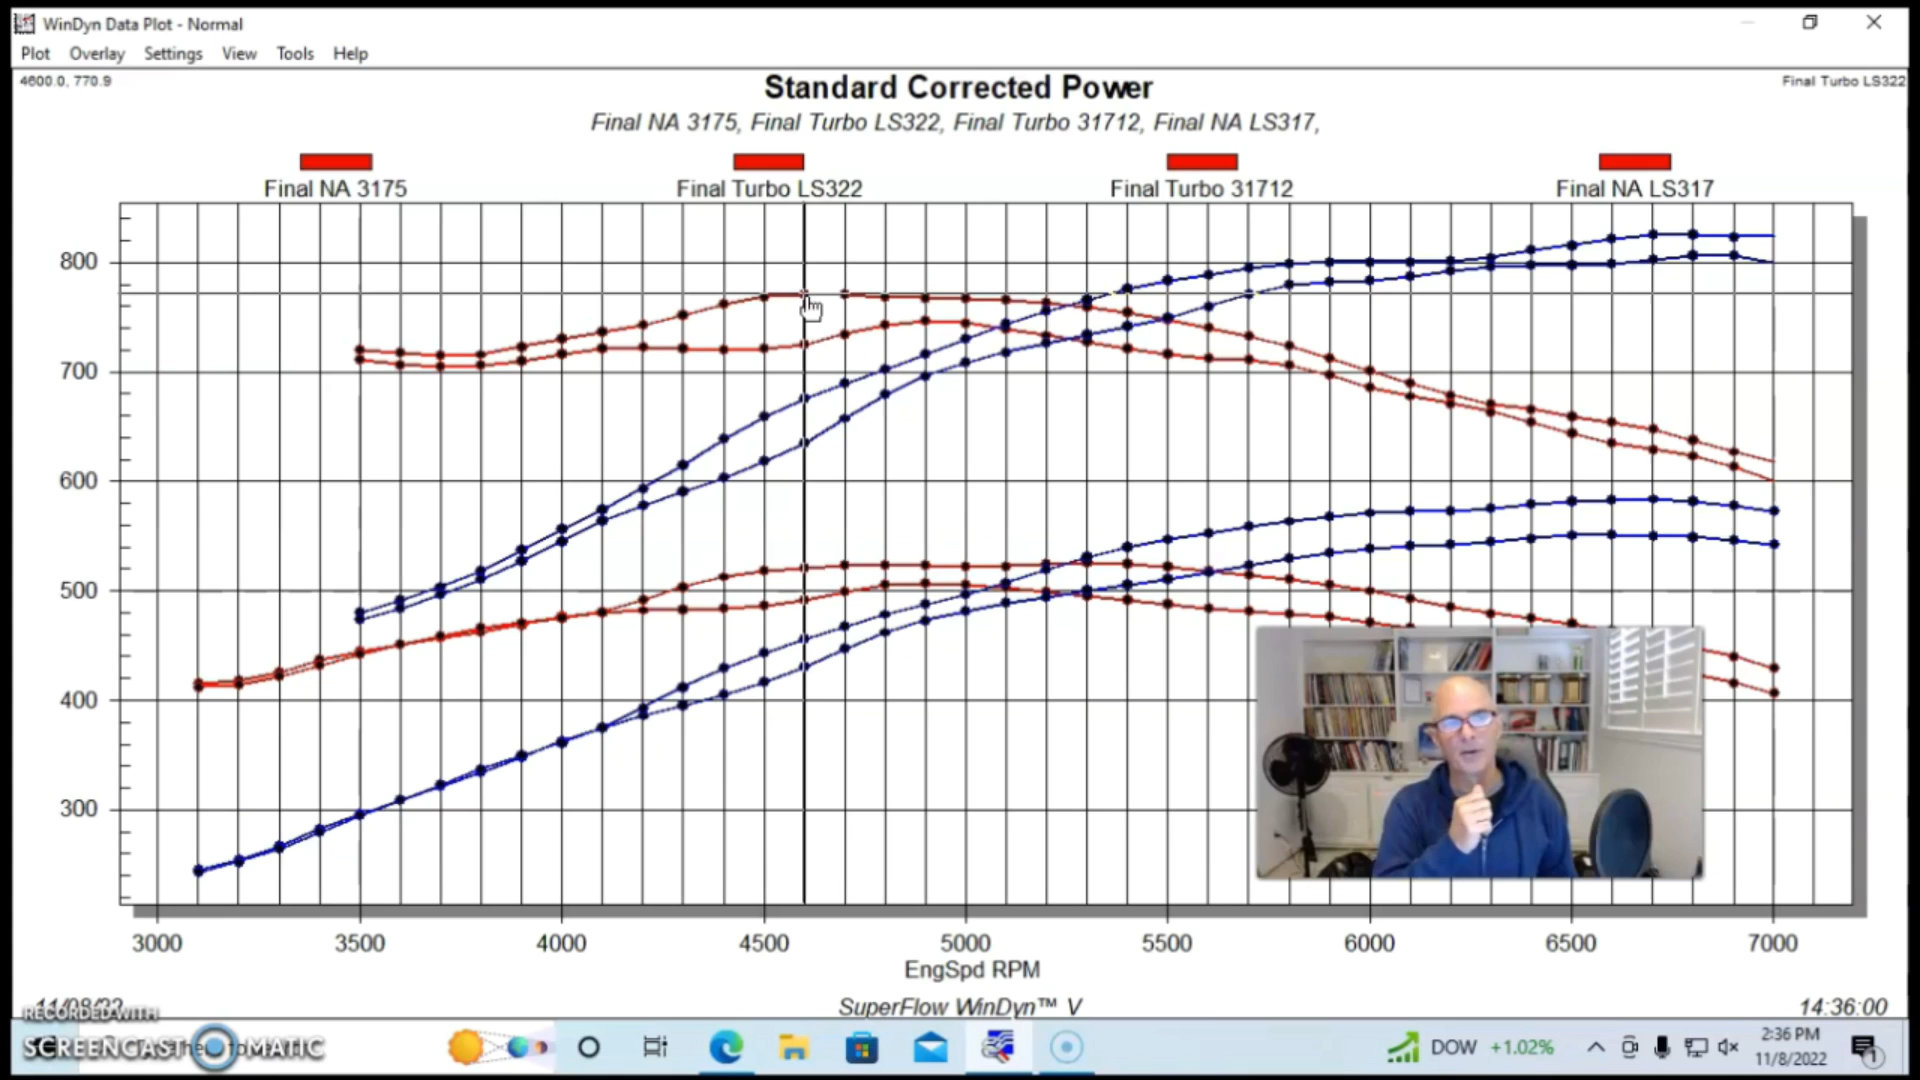 WinDyn Data Plot - Normal
Plot Overlay Settings View Tools Help
4600.0, 770.9
Final Turbo LS322
Standard Corrected Power
Final NA 3175, Final Turbo LS322, Final Turbo 31712, Final NA LS317,
Final NA 3175 Final Turbo LS322 Final Turbo 31712 Final NA LS317
800
700
600
500
400
300
3000 3500 4000 4500 5000 5500 6000 6500 7000
EngSpd RPM
11/08/22 SuperFlow WinDyn™ V 14:36:00
RECORDED WITH
SCREENCAST-O-MATIC
DOW +1.02%
2:36 PM
11/8/2022
1